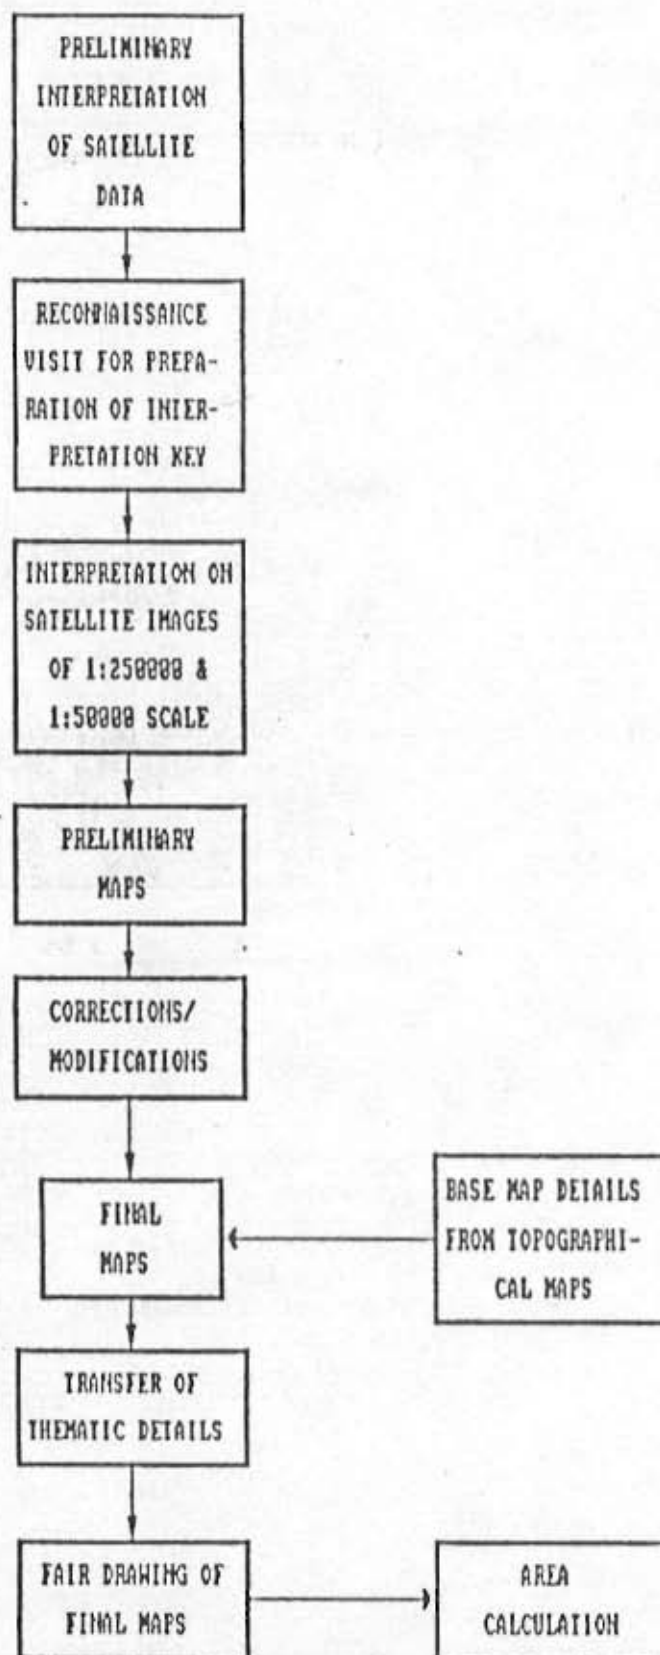 PRELIMINARY
INTERPRETATION
OF SATELLITE
DATA
RECONNAISSANCE
VISIT FOR PREPA-
RATION OF INTER-
PRETATION KEY
INTERPRETATION ON
SATELLITE IMAGES
OF 1:250000 &
1:50000 SCALE
PRELIMINARY
MAPS
CORRECTIONS/
MODIFICATIONS
FINAL
MAPS
BASE MAP DETAILS
FROM TOPOGRAPHI-
CAL MAPS
TRANSFER OF
THEMATIC DETAILS
FAIR DRAWING OF
FINAL MAPS
AREA
CALCULATION